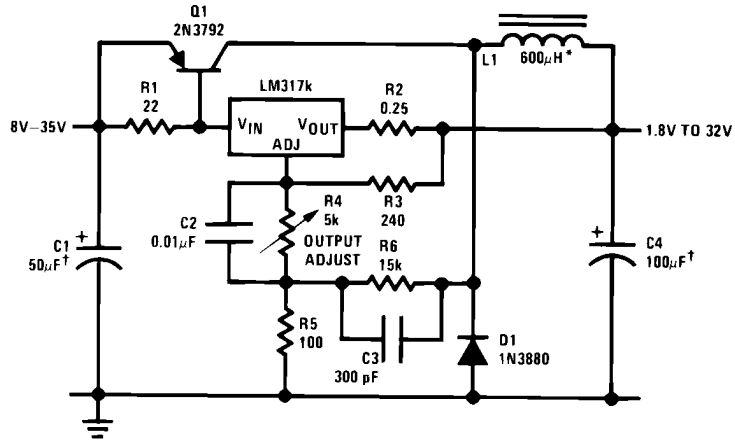 Q1
2N3792
L1
600μH*
R1
22
LM317k
R2
0.25
8V–35V
VIN
VOUT
ADJ
1.8V TO 32V
R3
240
R4
5k
OUTPUT
ADJUST
C2
0.01μF
R6
15k
C1
50μF†
+
C4
100μF†
+
R5
100
C3
300 pF
D1
1N3880